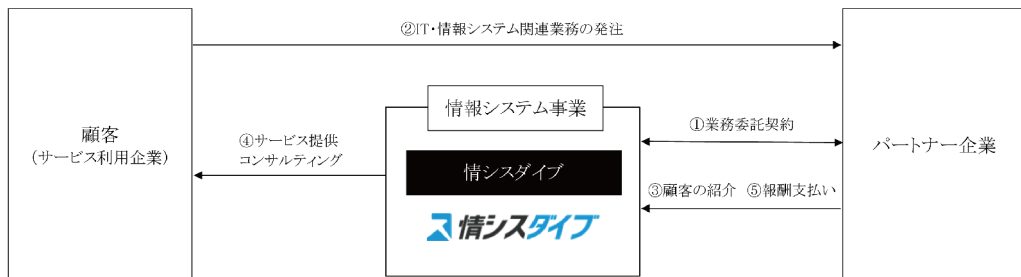 ②IT・情報システム関連業務の発注
情報システム事業
顧客
(サービス利用企業)
④サービス提供
コンサルティング
①業務委託契約
パートナー企業
情シスダイブ
③顧客の紹介 ⑤報酬支払い
情シスダイブ